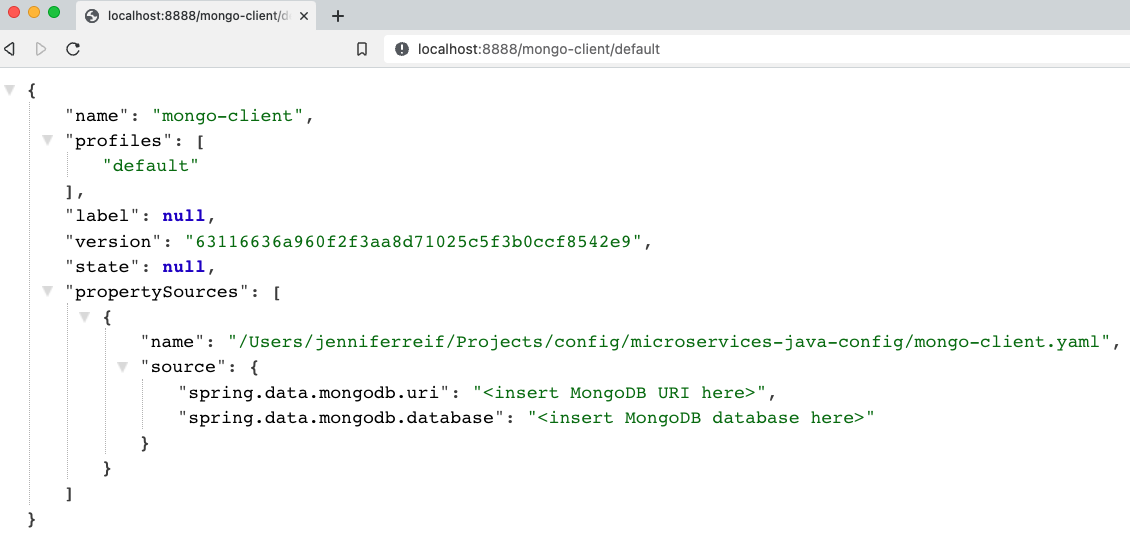 localhost:8888/mongo-client/de
localhost:8888/mongo-client/default
{
"name": "mongo-client",
"profiles": [
"default"
],
"label": null,
"version": "63116636a960f2f3aa8d71025c5f3b0ccf8542e9",
"state": null,
"propertySources": [
{
"name": "/Users/jenniferreif/Projects/config/microservices-java-config/mongo-client.yaml",
"source": {
"spring.data.mongodb.uri": "<insert MongoDB URI here>",
"spring.data.mongodb.database": "<insert MongoDB database here>"
}
}
]
}